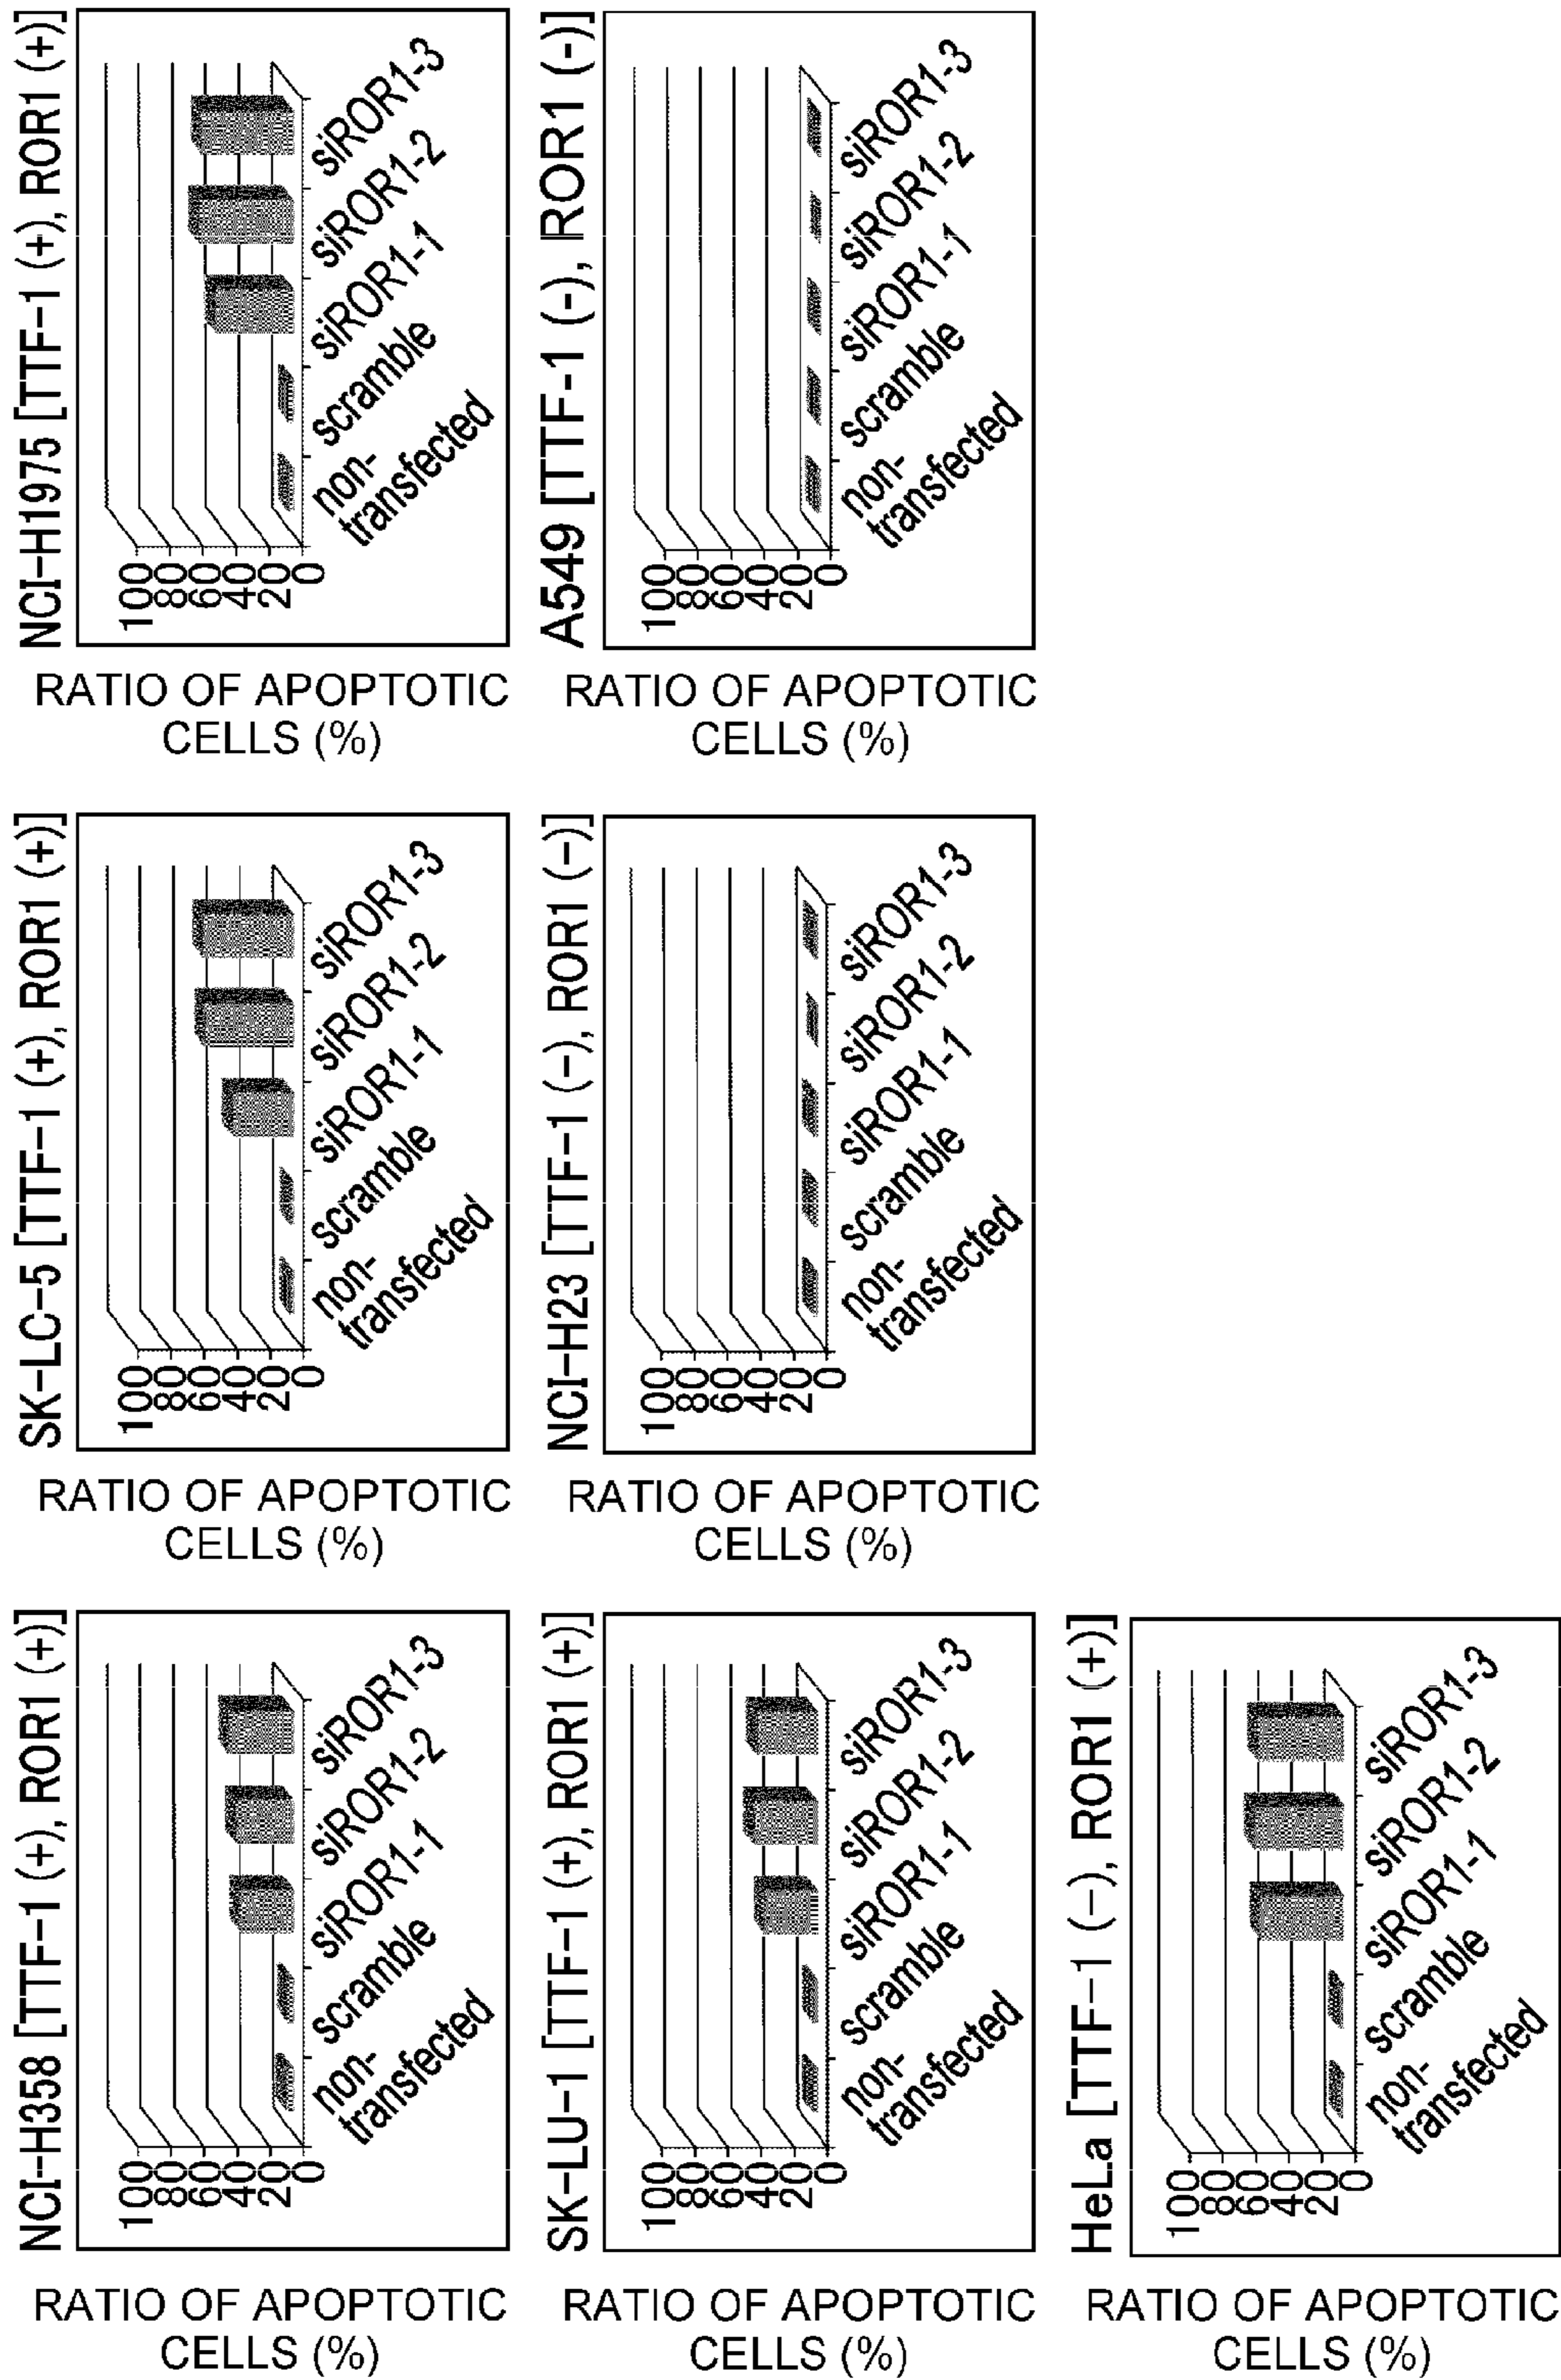 NCI-H358 [TTF-1 (+), ROR1 (+)]
RATIO OF APOPTOTIC
CELLS (%)
100
80
60
40
20
0
non-
transfected
scramble
siROR1-1
siROR1-2
siROR1-3
SK-LC-5 [TTF-1 (+), ROR1 (+)]
RATIO OF APOPTOTIC
CELLS (%)
100
80
60
40
20
0
non-
transfected
scramble
siROR1-1
siROR1-2
siROR1-3
NCI-H1975 [TTF-1 (+), ROR1 (+)]
RATIO OF APOPTOTIC
CELLS (%)
100
80
60
40
20
0
non-
transfected
scramble
siROR1-1
siROR1-2
siROR1-3
SK-LU-1 [TTF-1 (+), ROR1 (+)]
RATIO OF APOPTOTIC
CELLS (%)
100
80
60
40
20
0
non-
transfected
scramble
siROR1-1
siROR1-2
siROR1-3
NCI-H23 [TTF-1 (-), ROR1 (-)]
RATIO OF APOPTOTIC
CELLS (%)
100
80
60
40
20
0
non-
transfected
scramble
siROR1-1
siROR1-2
siROR1-3
A549 [TTF-1 (-), ROR1 (-)]
RATIO OF APOPTOTIC
CELLS (%)
100
80
60
40
20
0
non-
transfected
scramble
siROR1-1
siROR1-2
siROR1-3
HeLa [TTF-1 (-), ROR1 (+)]
RATIO OF APOPTOTIC
CELLS (%)
100
80
60
40
20
0
non-
transfected
scramble
siROR1-1
siROR1-2
siROR1-3